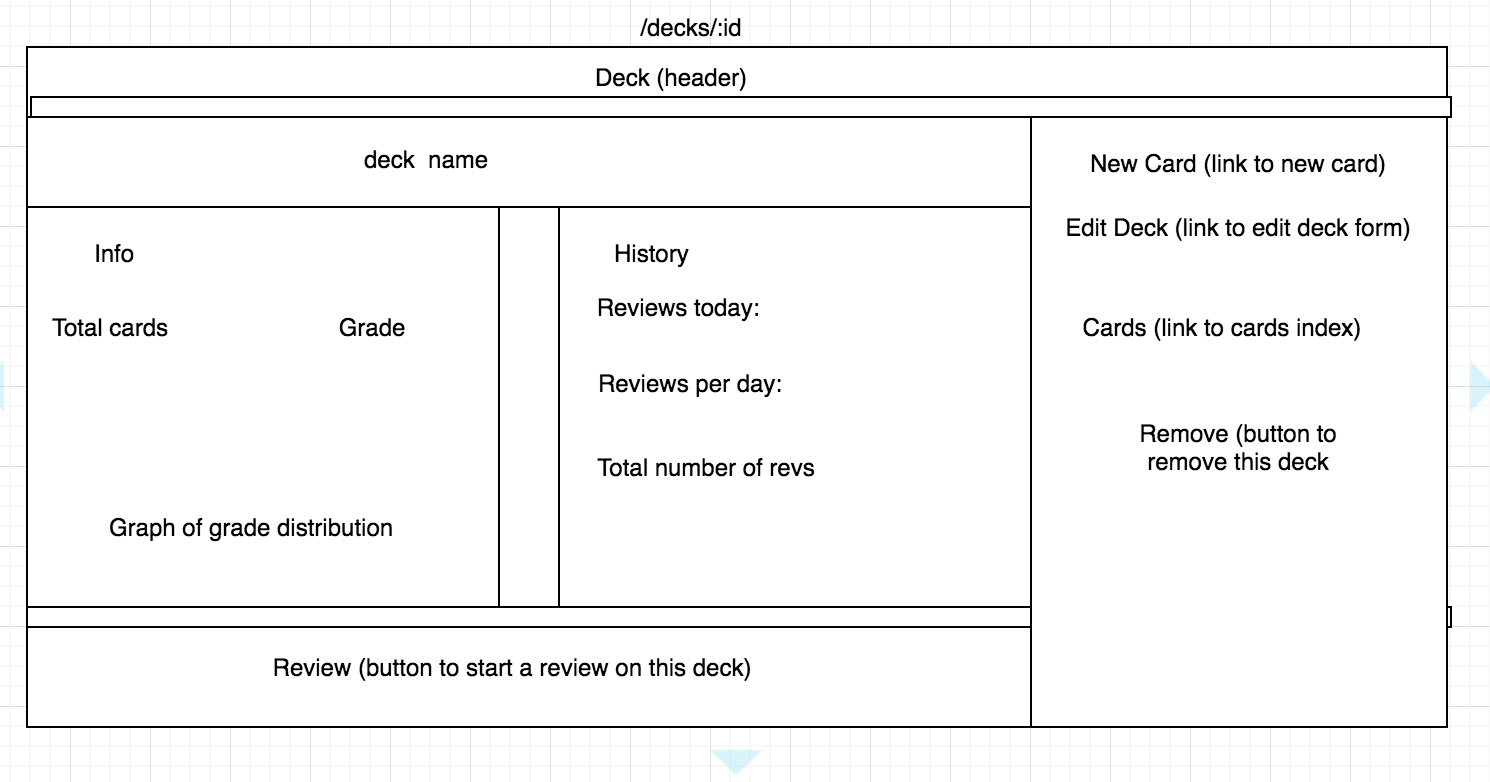 /decks/:id
Deck (header)
deck  name
Info
Total cards
Grade
Graph of grade distribution
History
Reviews today:
Reviews per day:
Total number of revs
Review (button to start a review on this deck)
New Card (link to new card)
Edit Deck (link to edit deck form)
Cards (link to cards index)
Remove (button to
remove this deck